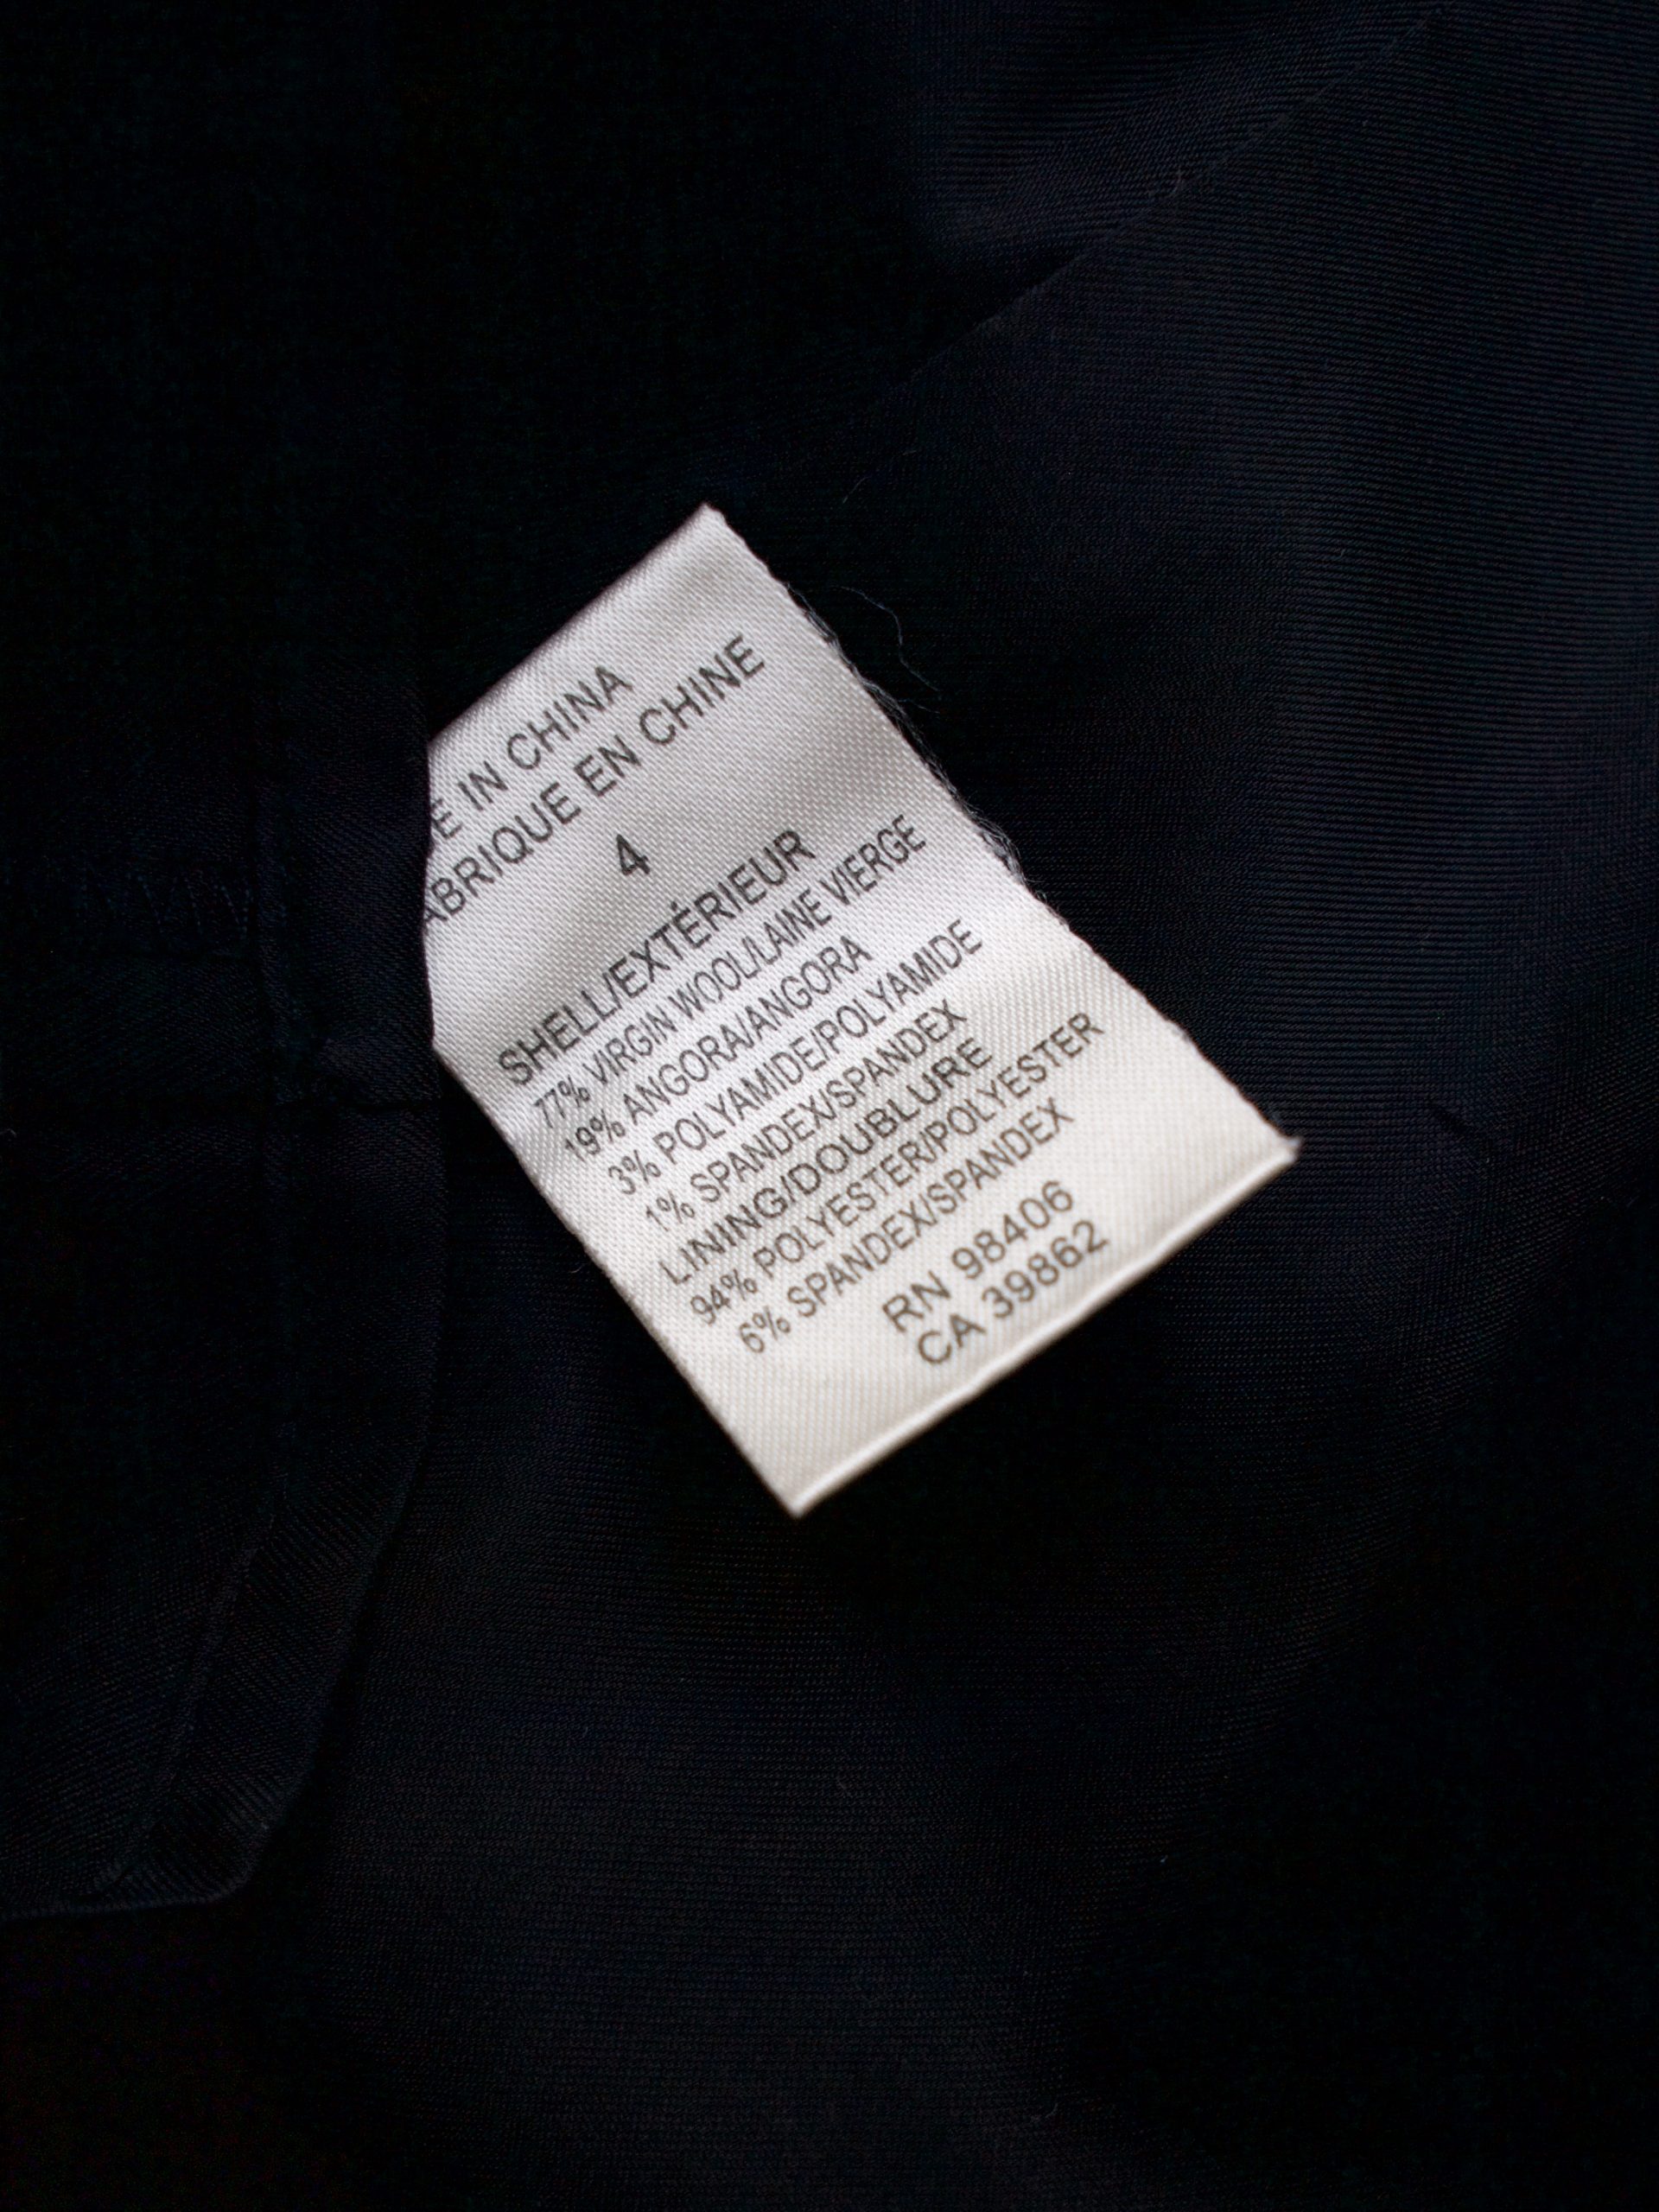 E IN CHINA
ABRIQUE EN CHINE
4
SHELL/EXTÉRIEUR
77% VIRGIN WOOL/LAINE VIERGE
19% ANGORA/ANGORA
3% POLYAMIDE/POLYAMIDE
1% SPANDEX/SPANDEX
LINING/DOUBLURE
94% POLYESTER/POLYESTER
6% SPANDEX/SPANDEX
RN 98406
CA 39862